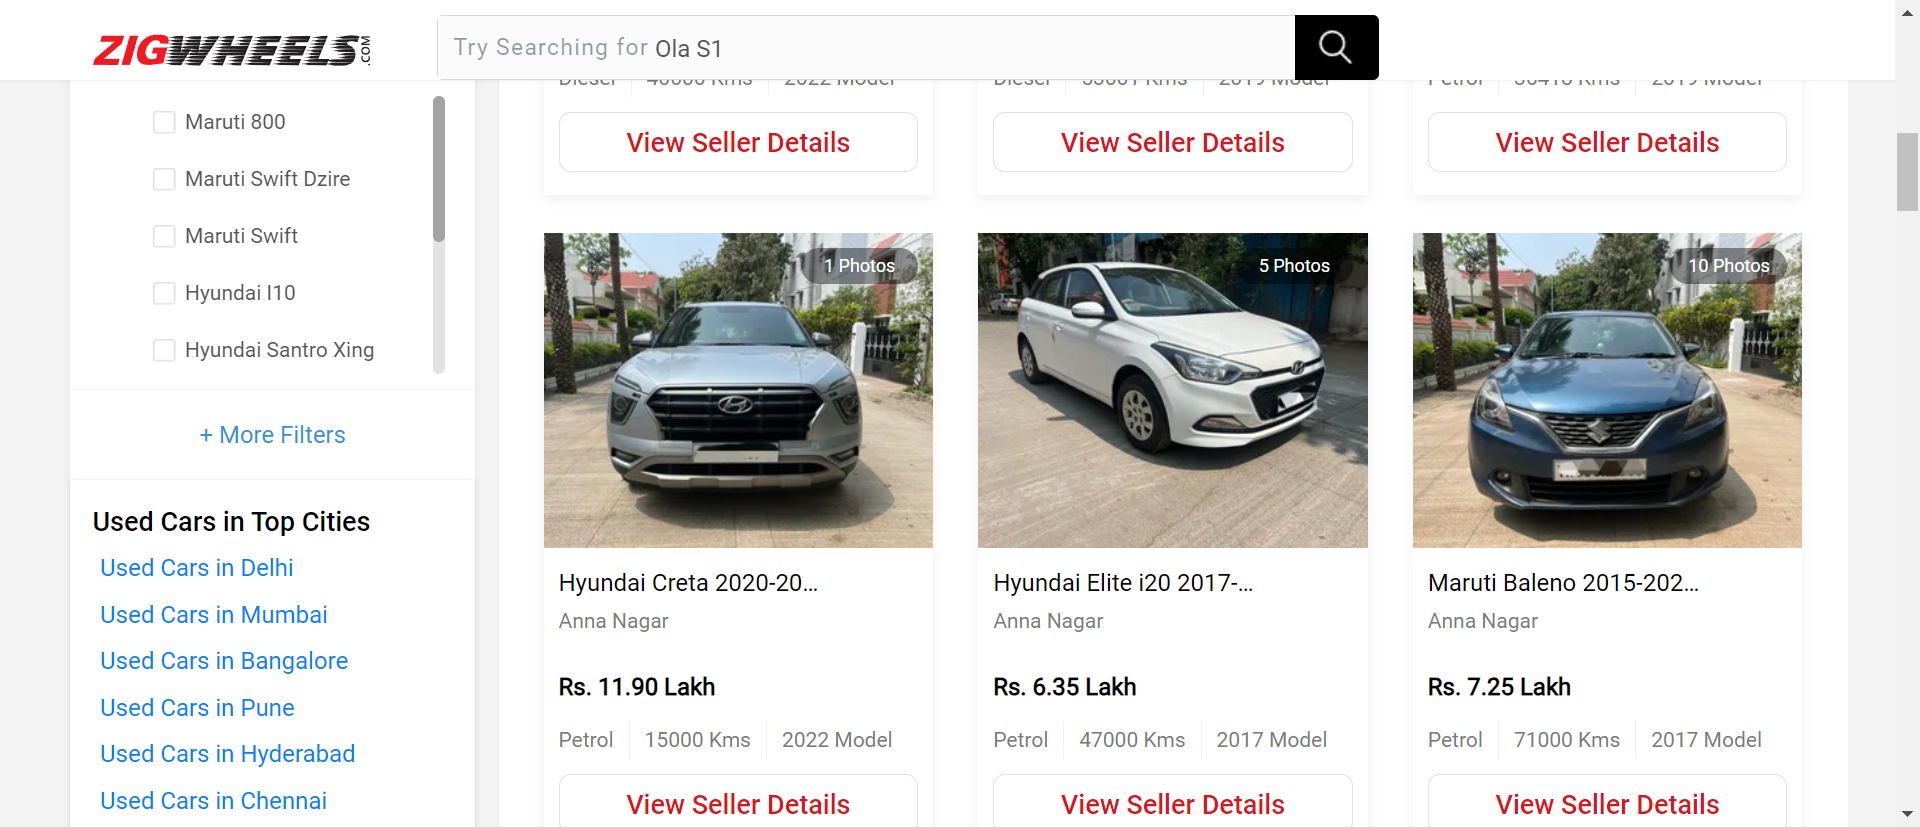 ZIGWHEELS.COM
Try Searching for Ola S1
Maruti 800
Maruti Swift Dzire
Maruti Swift
Hyundai I10
Hyundai Santro Xing
+ More Filters
Used Cars in Top Cities
Used Cars in Delhi
Used Cars in Mumbai
Used Cars in Bangalore
Used Cars in Pune
Used Cars in Hyderabad
Used Cars in Chennai
2022 Model
2019 Model
2019 Model
View Seller Details
View Seller Details
View Seller Details
1 Photos
Hyundai Creta 2020-20...
Anna Nagar
Rs. 11.90 Lakh
Petrol 15000 Kms 2022 Model
View Seller Details
5 Photos
Hyundai Elite i20 2017-...
Anna Nagar
Rs. 6.35 Lakh
Petrol 47000 Kms 2017 Model
View Seller Details
10 Photos
Maruti Baleno 2015-202...
Anna Nagar
Rs. 7.25 Lakh
Petrol 71000 Kms 2017 Model
View Seller Details